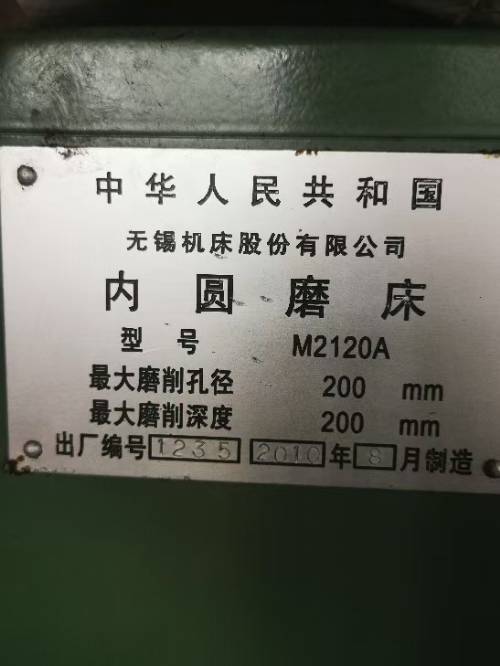 中华人民共和国
无锡机床股份有限公司
内圆磨床
型号 M2120A
最大磨削孔径 200 mm
最大磨削深度 200 mm
出厂编号 1235 2010 年 8 月制造